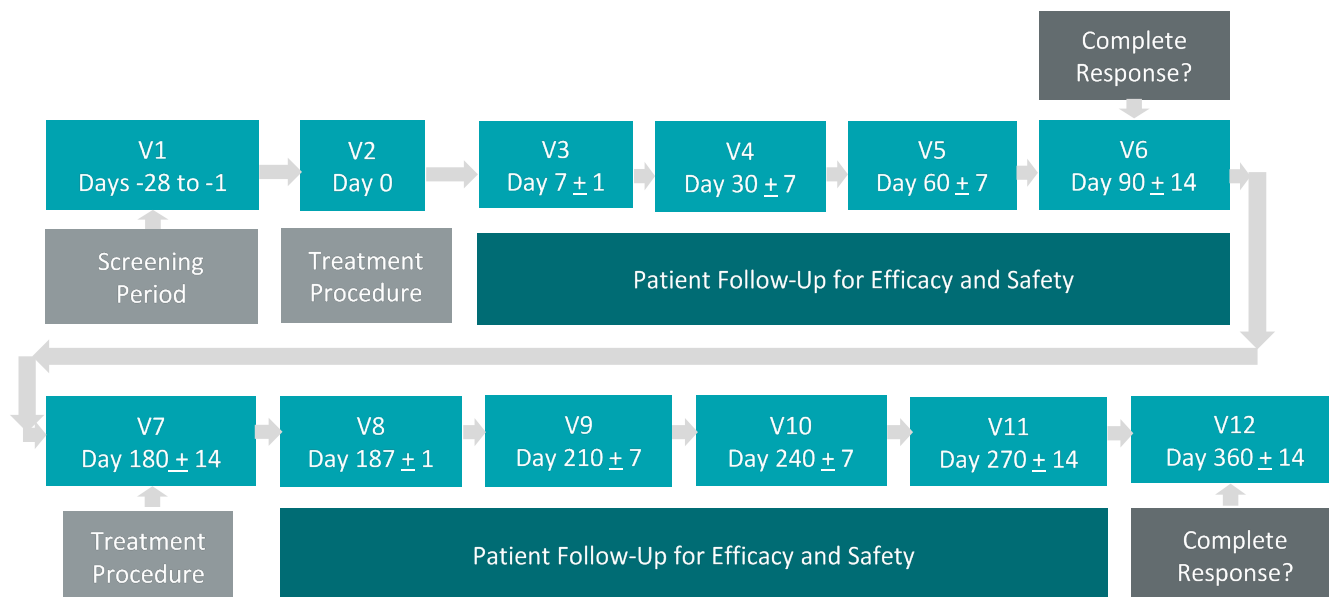 Complete
Response?
V1
Days -28 to -1
V2
Day 0
V3
Day 7 ± 1
V4
Day 30 ± 7
V5
Day 60 ± 7
V6
Day 90 ± 14
Screening
Period
Treatment
Procedure
Patient Follow-Up for Efficacy and Safety
V7
Day 180 ± 14
V8
Day 187 ± 1
V9
Day 210 ± 7
V10
Day 240 ± 7
V11
Day 270 ± 14
V12
Day 360 ± 14
Treatment
Procedure
Patient Follow-Up for Efficacy and Safety
Complete
Response?